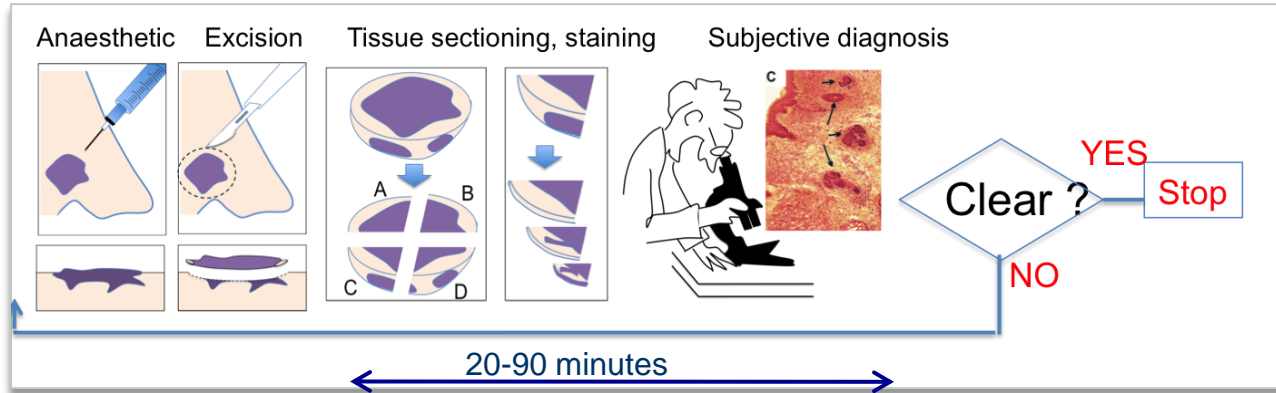 Anaesthetic
Excision
Tissue sectioning, staining
Subjective diagnosis
A
B
C
D
C
Clear ?
YES
Stop
NO
20-90 minutes